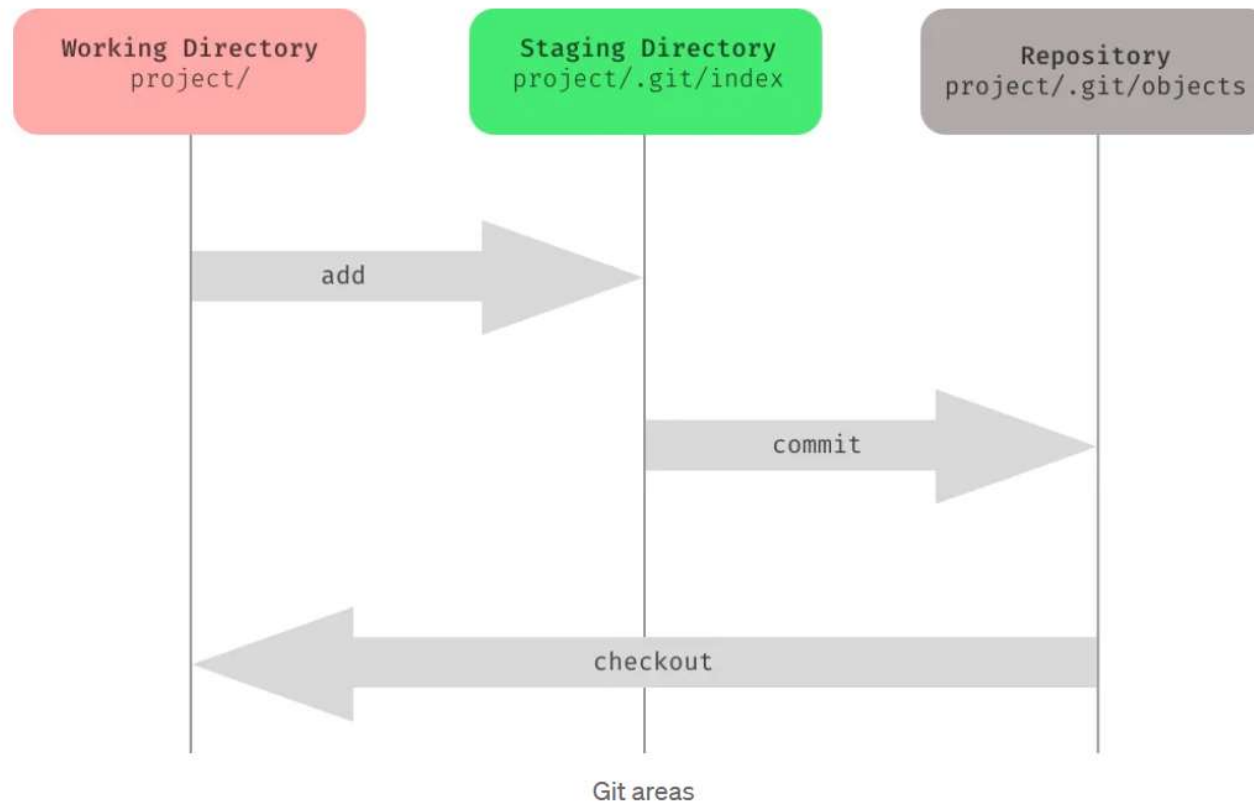 Working Directory
project/
Staging Directory
project/.git/index
Repository
project/.git/objects
add
commit
checkout
Git areas